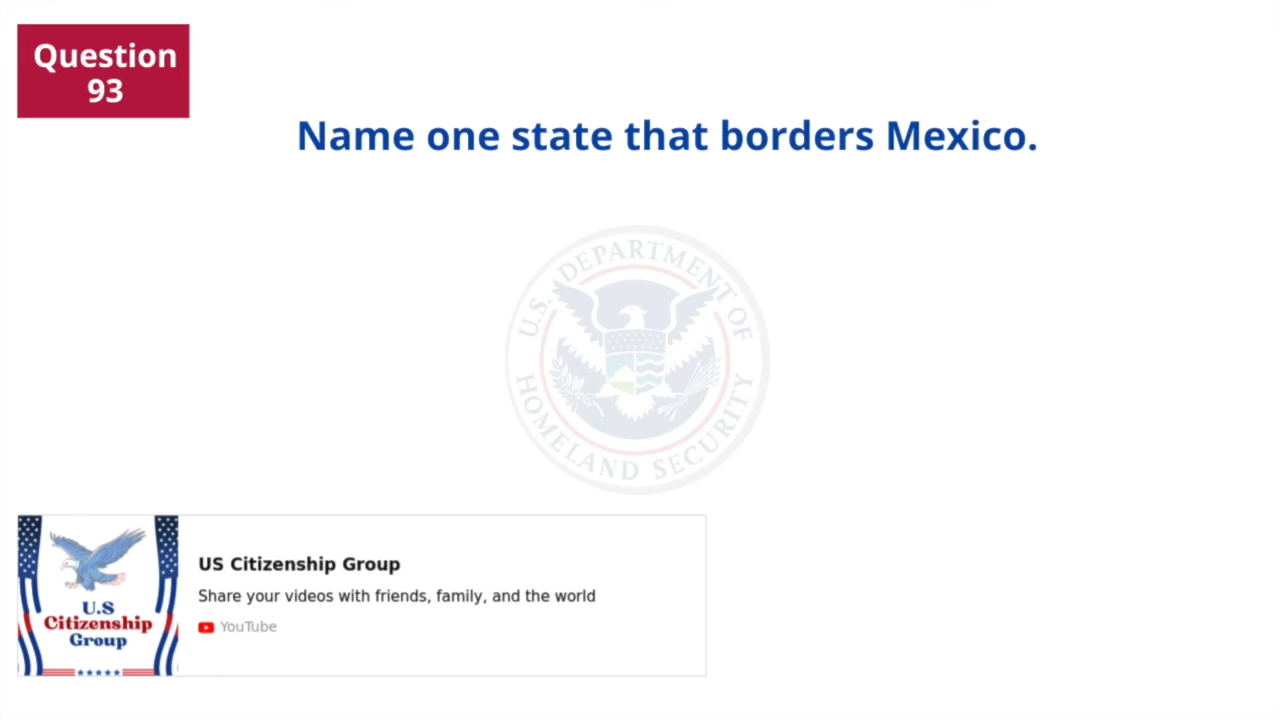 Question
93
Name one state that borders Mexico.
U.S. DEPARTMENT OF
HOMELAND SECURITY
U.S
Citizenship
Group
US Citizenship Group
Share your videos with friends, family, and the world
YouTube